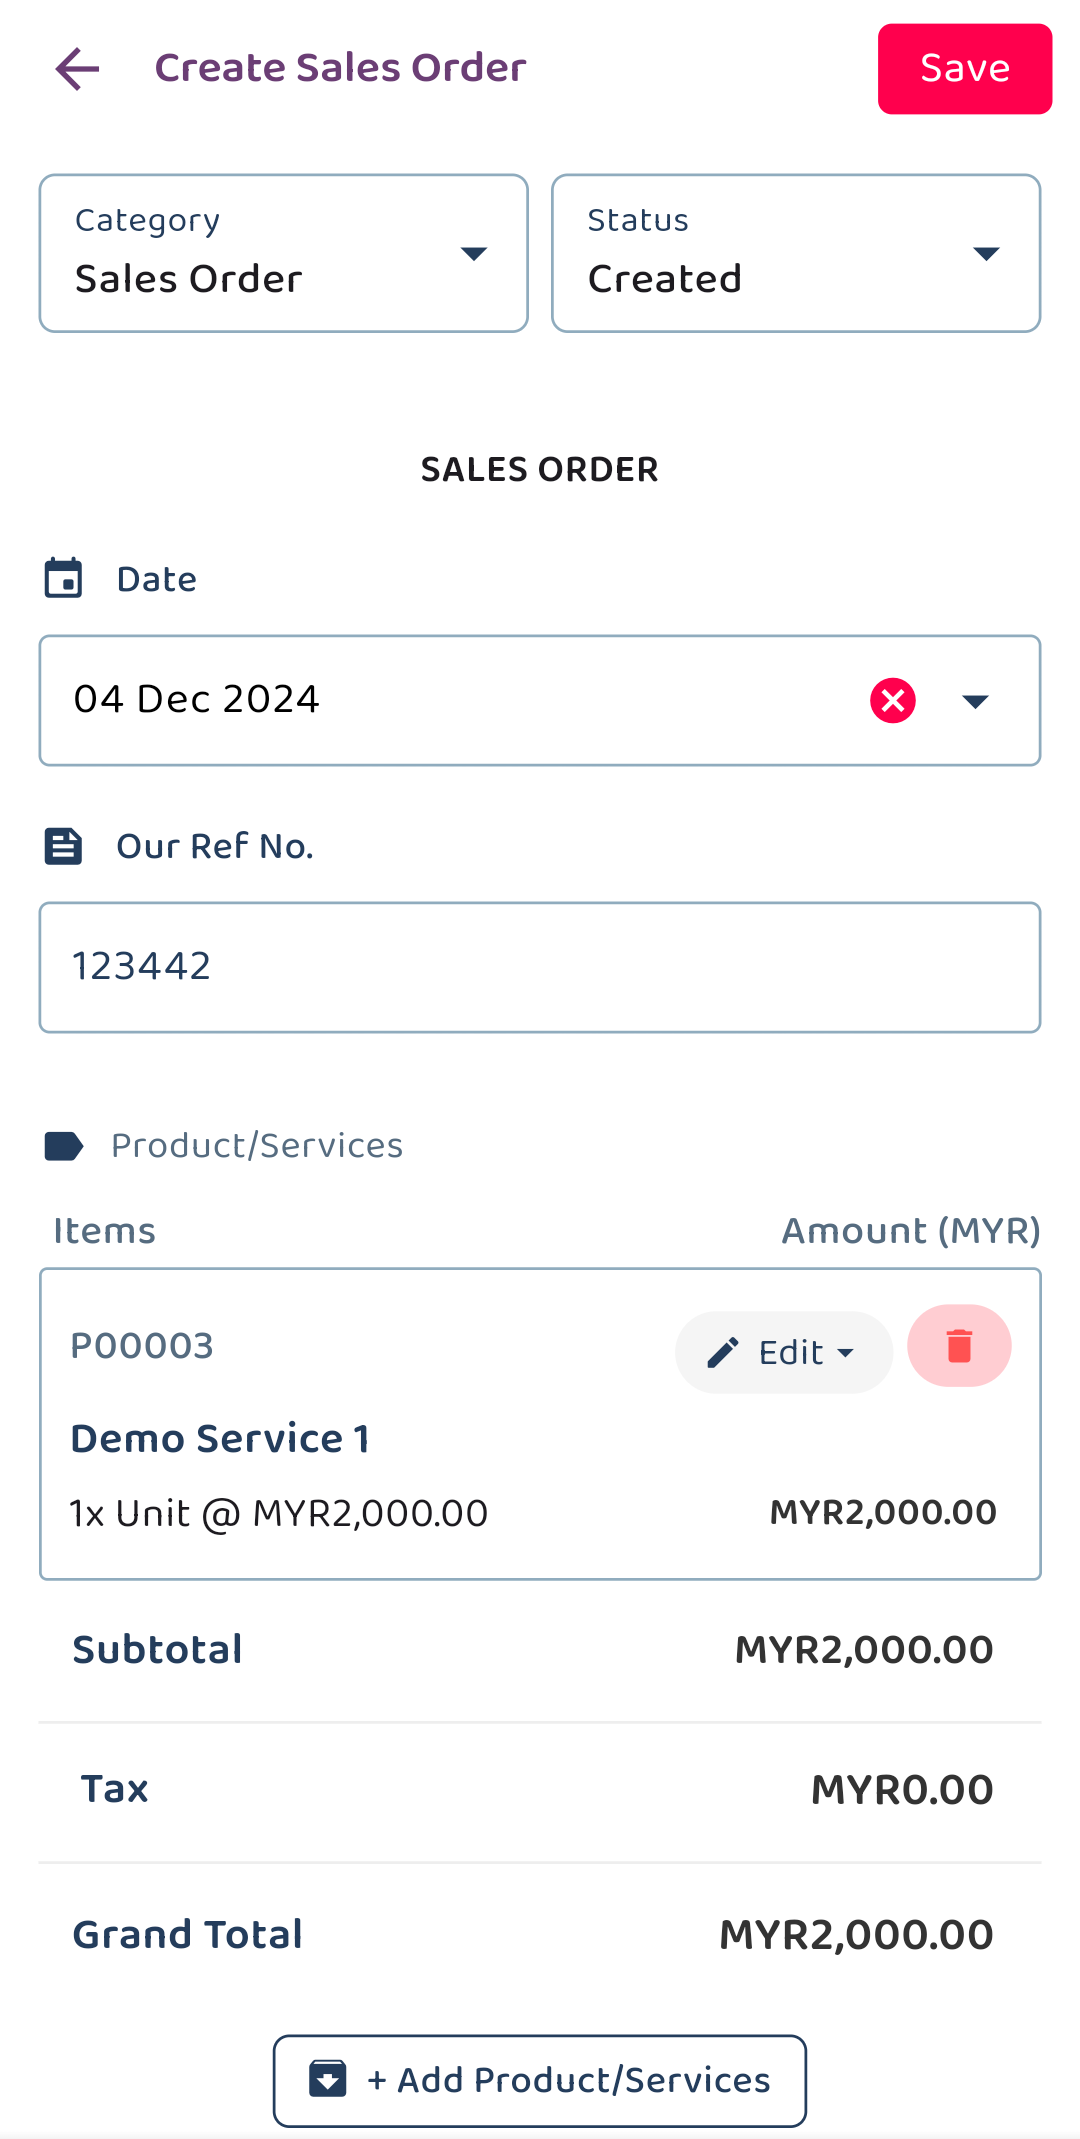 Create Sales Order
Save
Category
Sales Order
Status
Created
SALES ORDER
Date
04 Dec 2024
Our Ref No.
123442
Product/Services
Items
Amount (MYR)
P00003
Edit
Demo Service 1
1x Unit @ MYR2,000.00
MYR2,000.00
Subtotal
MYR2,000.00
Tax
MYR0.00
Grand Total
MYR2,000.00
+ Add Product/Services